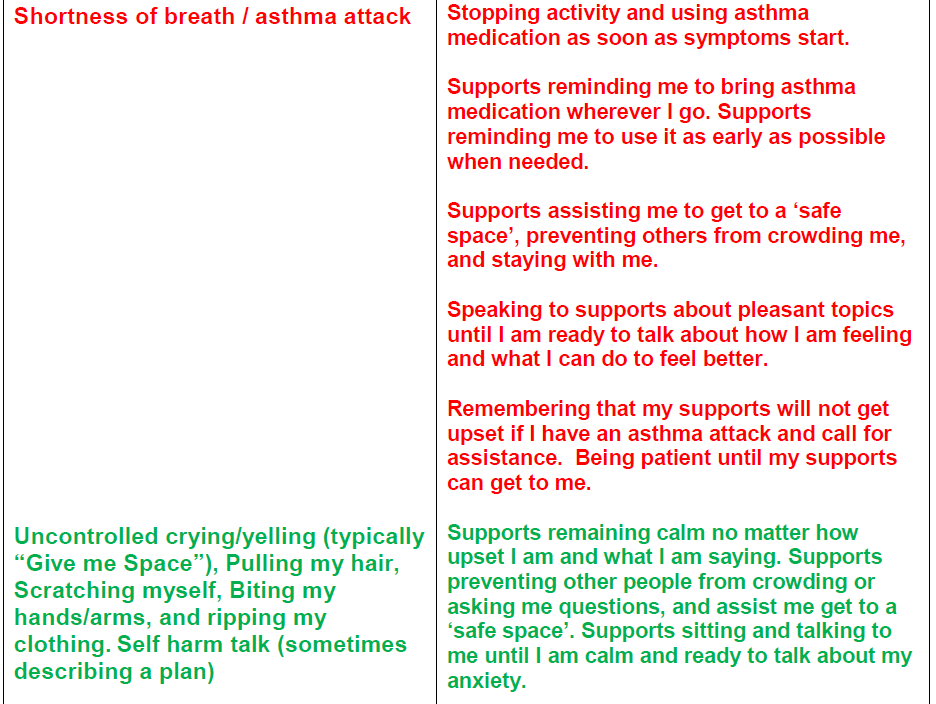 Shortness of breath / asthma attack
Stopping activity and using asthma
medication as soon as symptoms start.
Supports reminding me to bring asthma
medication wherever I go. Supports
reminding me to use it as early as possible
when needed.
Supports assisting me to get to a ‘safe
space’, preventing others from crowding me,
and staying with me.
Speaking to supports about pleasant topics
until I am ready to talk about how I am feeling
and what I can do to feel better.
Remembering that my supports will not get
upset if I have an asthma attack and call for
assistance.  Being patient until my supports
can get to me.
Uncontrolled crying/yelling (typically
“Give me Space”), Pulling my hair,
Scratching myself, Biting my
hands/arms, and ripping my
clothing. Self harm talk (sometimes
describing a plan)
Supports remaining calm no matter how
upset I am and what I am saying. Supports
preventing other people from crowding or
asking me questions, and assist me get to a
‘safe space’. Supports sitting and talking to
me until I am calm and ready to talk about my
anxiety.